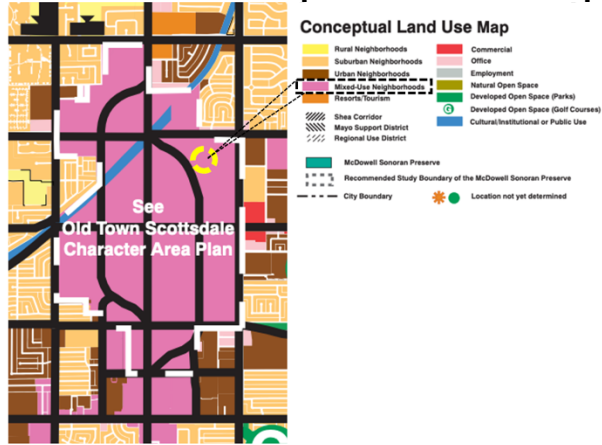 Conceptual Land Use Map
Rural Neighborhoods
Suburban Neighborhoods
Urban Neighborhoods
Mixed-Use Neighborhoods
Resorts/Tourism
Shea Corridor
Mayo Support District
Regional Use District
Commercial
Office
Employment
Natural Open Space
Developed Open Space (Parks)
G Developed Open Space (Golf Courses)
Cultural/Institutional or Public Use
McDowell Sonoran Preserve
Recommended Study Boundary of the McDowell Sonoran Preserve
City Boundary
Location not yet determined
See
Old Town Scottsdale
Character Area Plan
G